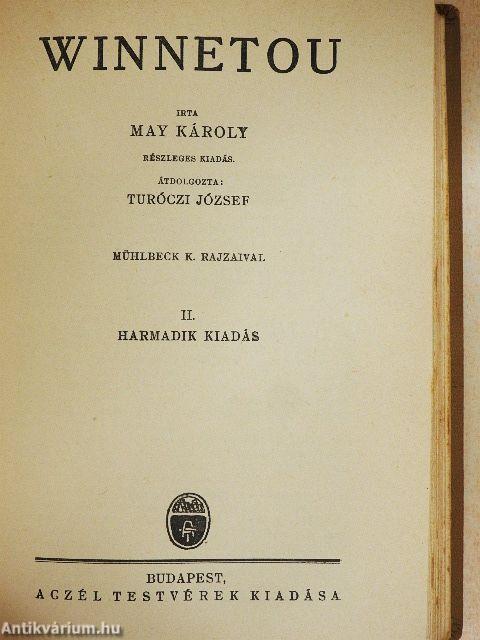 WINNETOU
IRTA
MAY KÁROLY
RÉSZLEGES KIADÁS.
ÁTDOLGOZTA:
TURÓCZI JÓZSEF
MÜHLBECK K. RAJZAIVAL
II.
HARMADIK KIADÁS
BUDAPEST,
ACZÉL TESTVÉREK KIADÁSA
Antikvárium.hu